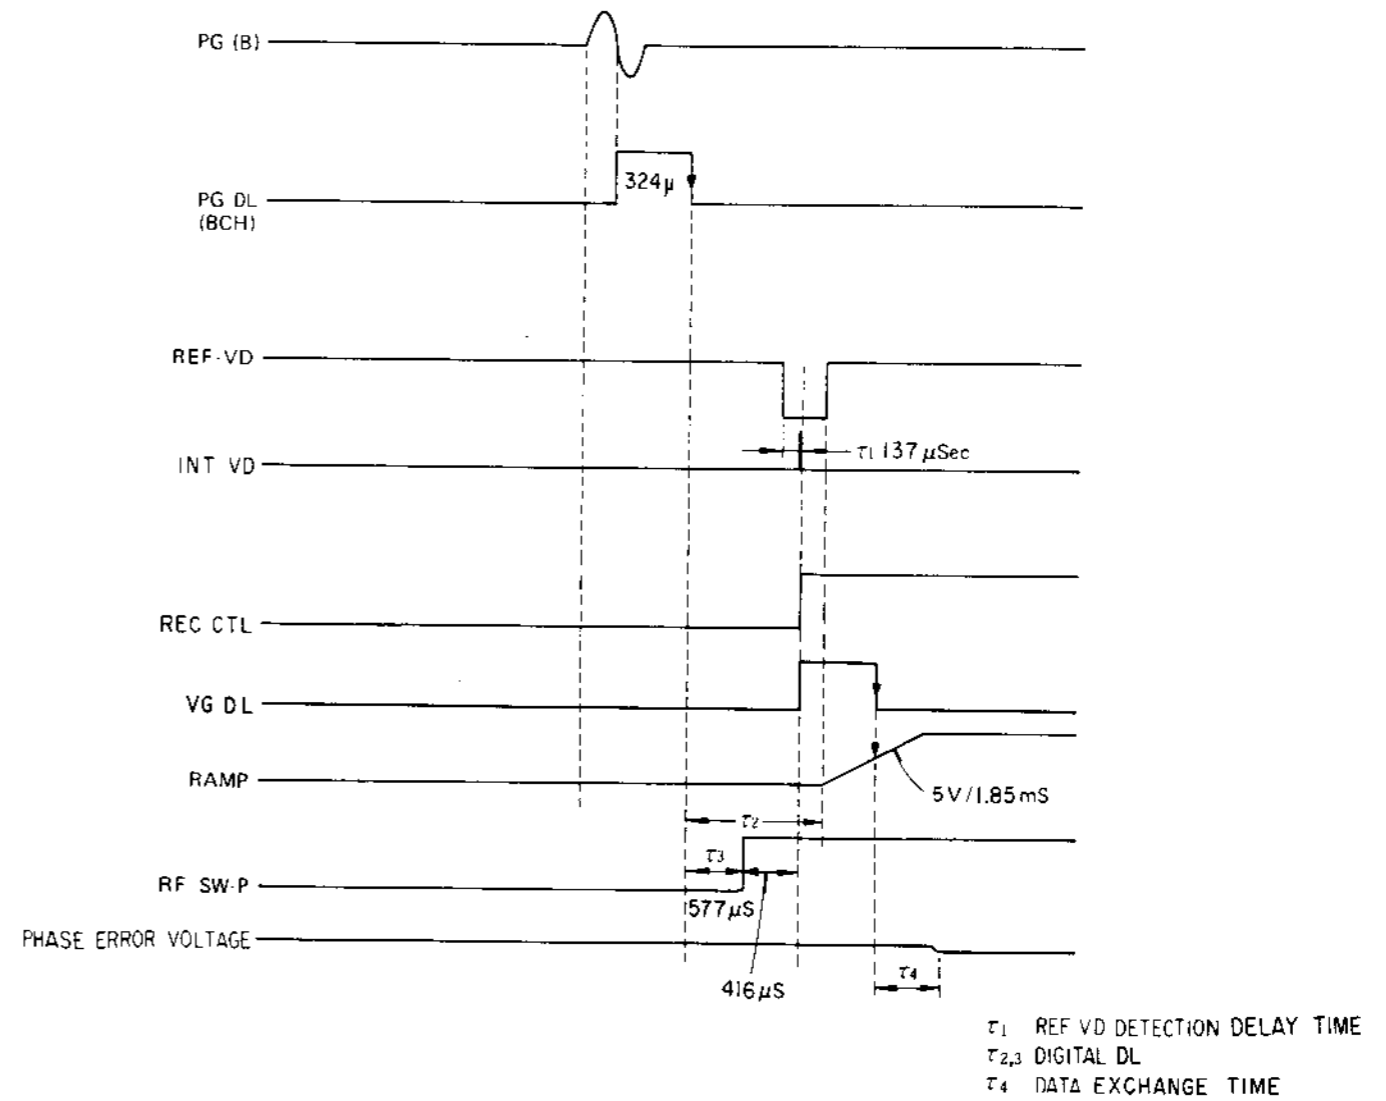 PG (B)
324μ
PG DL
(BCH)
REF-VD
INT VD
τ1 137 μSec
REC CTL
VG DL
RAMP
5V/1.85mS
τ2
τ3
RF SW-P
577μS
PHASE ERROR VOLTAGE
τ4
416μS
τ1 REF VD DETECTION DELAY TIME
τ2,3 DIGITAL DL
τ4 DATA EXCHANGE TIME